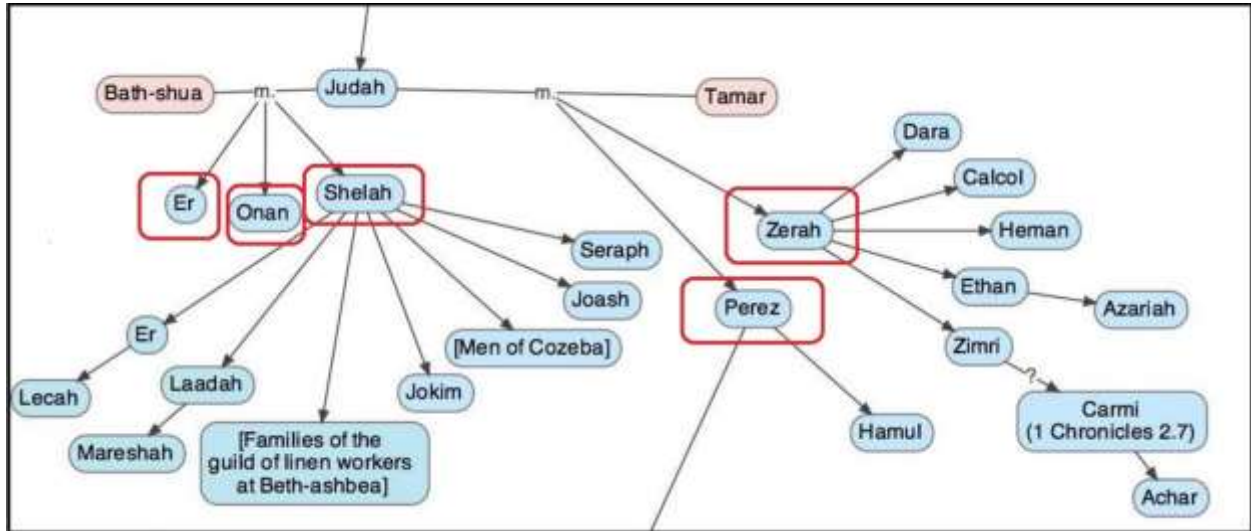 Bath-shua
m.
Judah
m.
Tamar
Er
Onan
Shelah
Zerah
Dara
Calcol
Heman
Ethan
Azariah
Zimri
?
Carmi
(1 Chronicles 2.7)
Achar
Perez
Hamul
Seraph
Joash
[Men of Cozeba]
Jokim
[Families of the
guild of linen workers
at Beth-ashbea]
Laadah
Mareshah
Er
Lecah